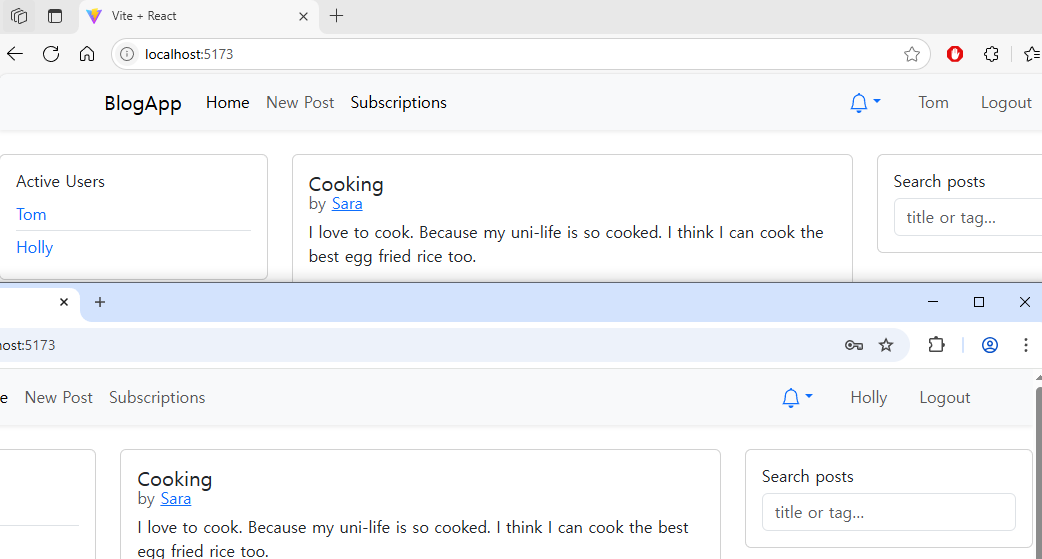 Vite + React
localhost:5173
BlogApp Home New Post Subscriptions Tom Logout
Active Users
Tom
Holly
Cooking
by Sara
I love to cook. Because my uni-life is so cooked. I think I can cook the
best egg fried rice too.
Search posts
title or tag...
host:5173
e New Post Subscriptions Holly Logout
Cooking
by Sara
I love to cook. Because my uni-life is so cooked. I think I can cook the best
egg fried rice too.
Search posts
title or tag...